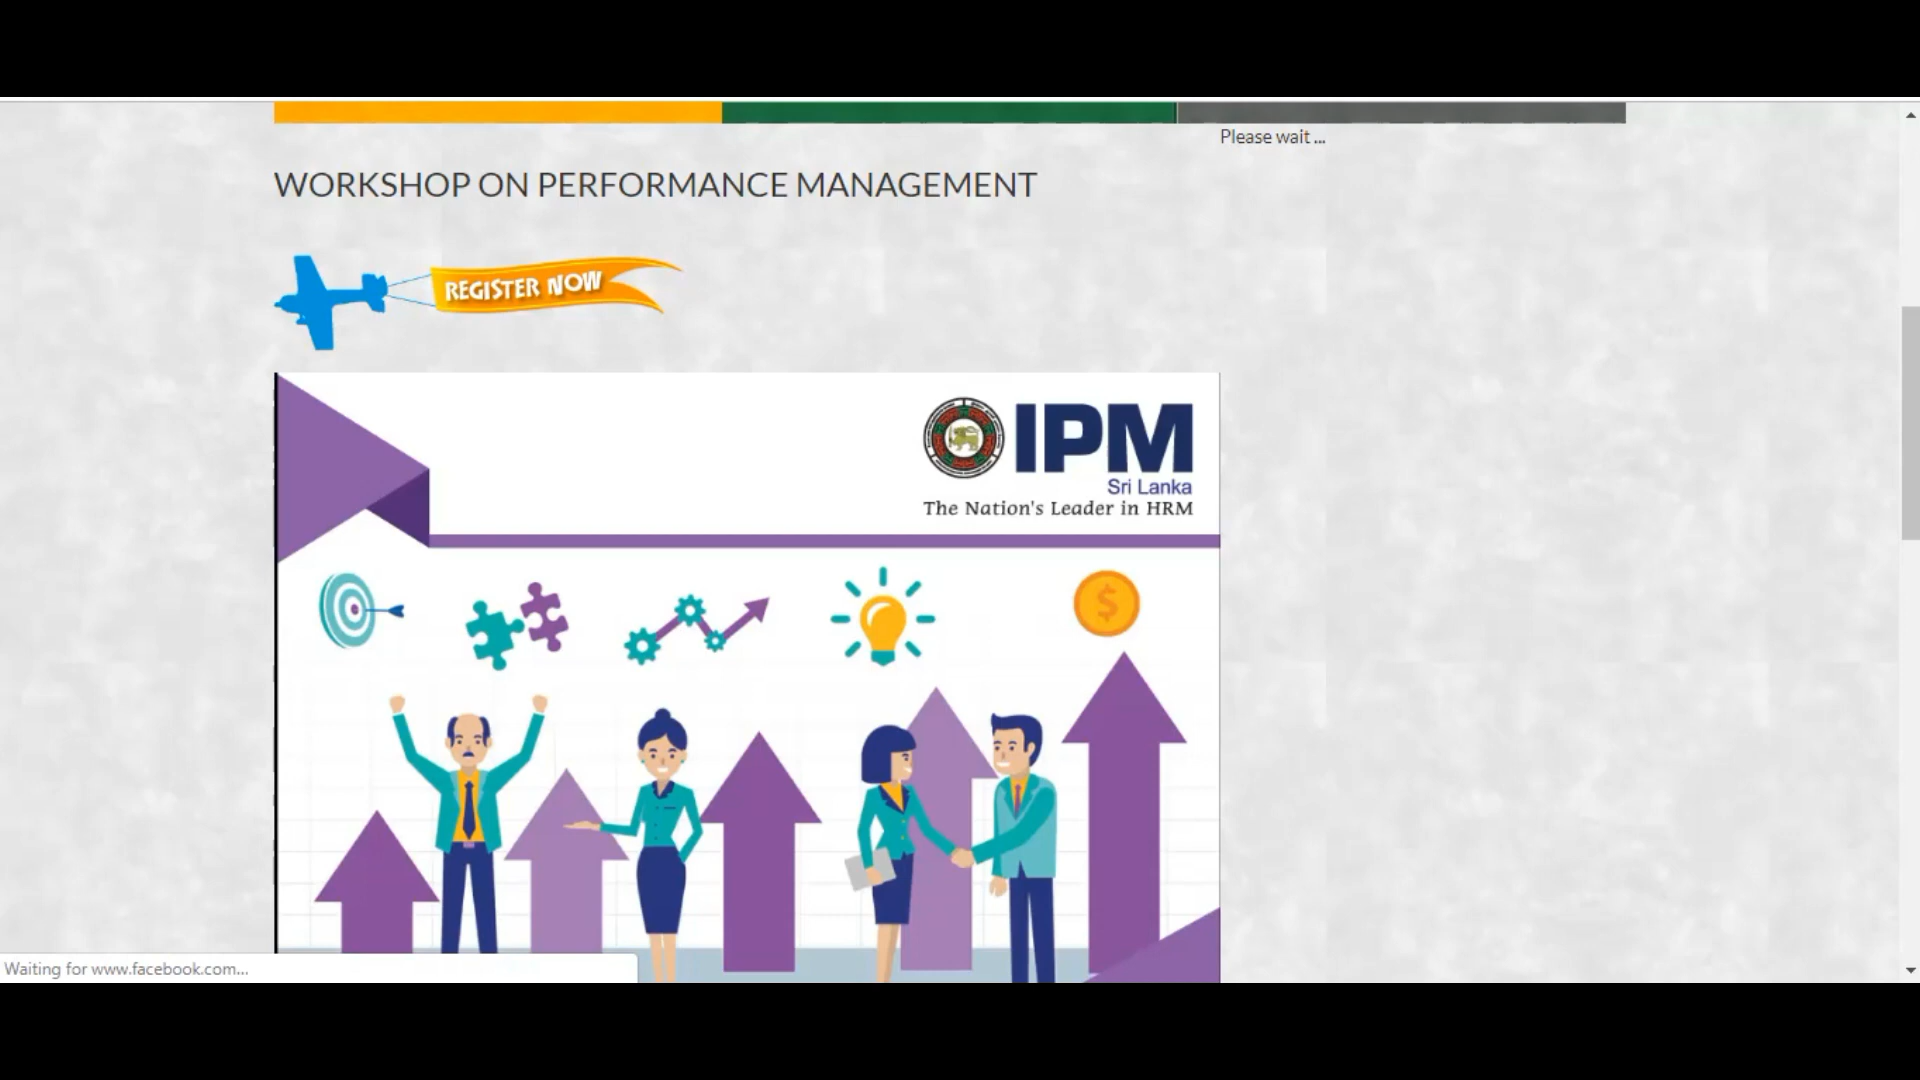 Please wait ...
WORKSHOP ON PERFORMANCE MANAGEMENT
REGISTER NOW
IPM
Sri Lanka
The Nation's Leader in HRM
$
Waiting for www.facebook.com...